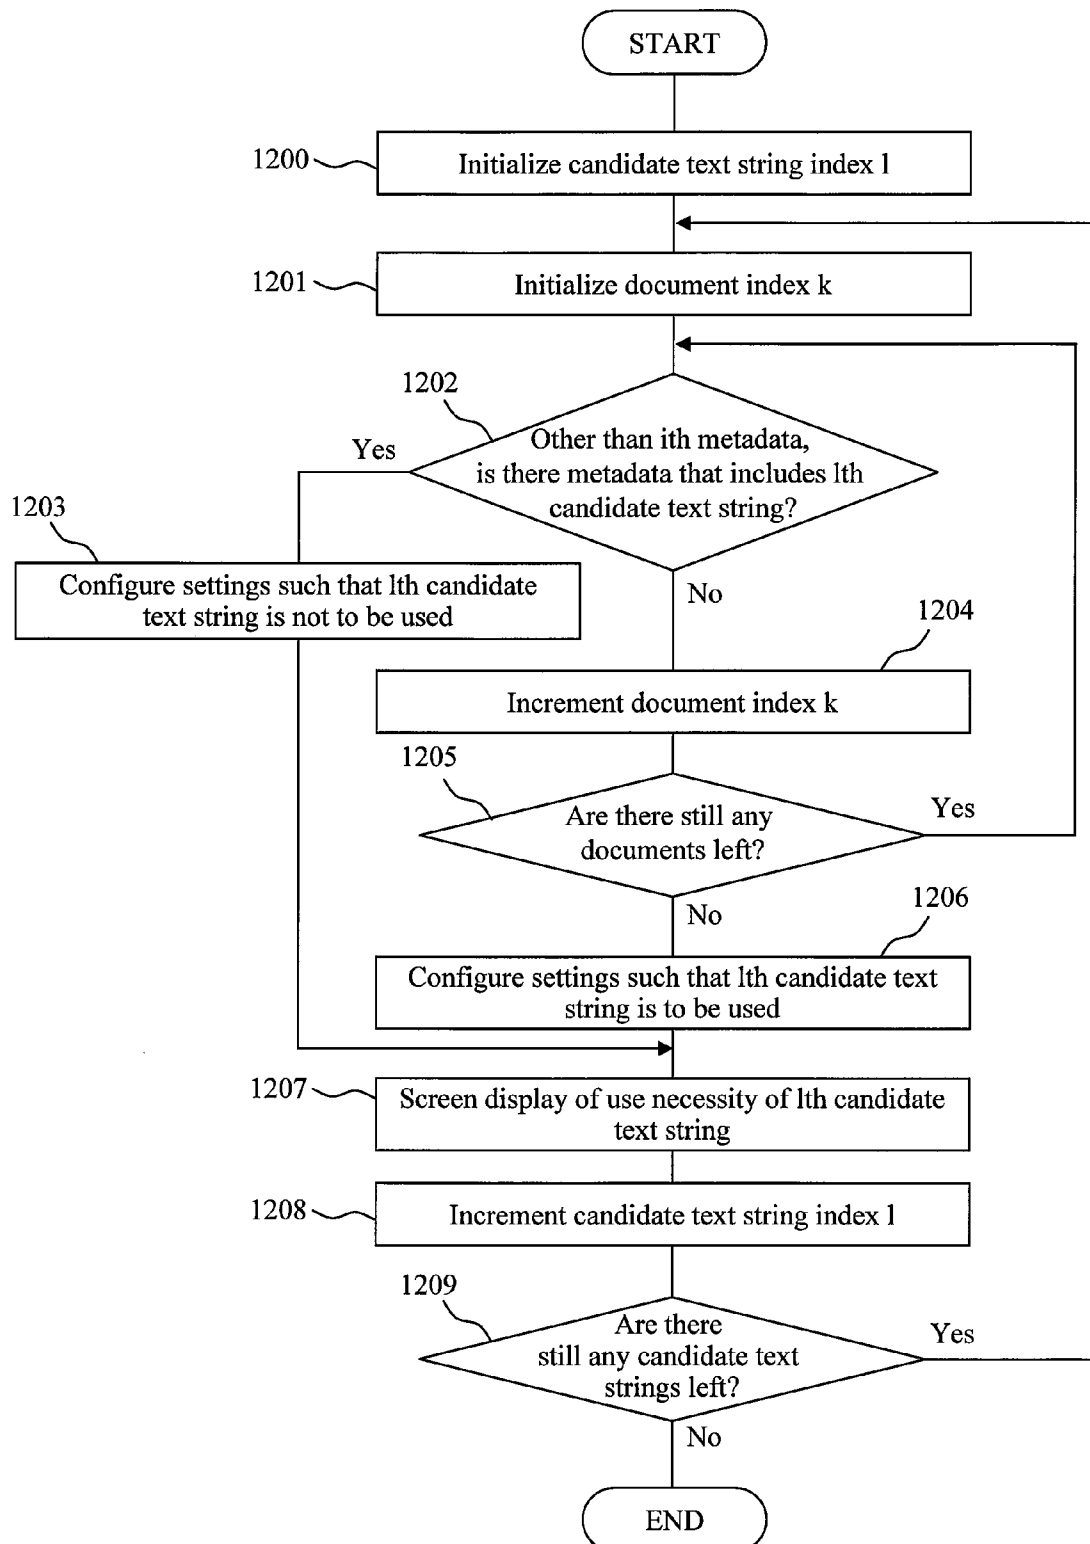 START
1200
Initialize candidate text string index l
1201
Initialize document index k
1202
Yes
Other than ith metadata,
is there metadata that includes lth
candidate text string?
1203
Configure settings such that lth candidate
text string is not to be used
No
1204
Increment document index k
1205
Are there still any
documents left?
Yes
No
1206
Configure settings such that lth candidate text
string is to be used
1207
Screen display of use necessity of lth candidate
text string
1208
Increment candidate text string index l
1209
Are there
still any candidate text
strings left?
Yes
No
END